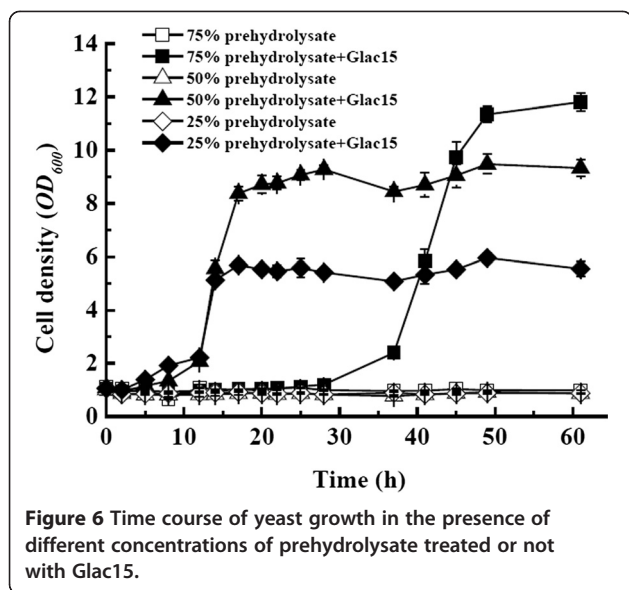 75% prehydrolysate
75% prehydrolysate+Glac15
50% prehydrolysate
50% prehydrolysate+Glac15
25% prehydrolysate
25% prehydrolysate+Glac15
14
12
10
8
6
4
2
0
Cell density (OD600)
0 10 20 30 40 50 60
Time (h)
Figure 6 Time course of yeast growth in the presence of
different concentrations of prehydrolysate treated or not
with Glac15.